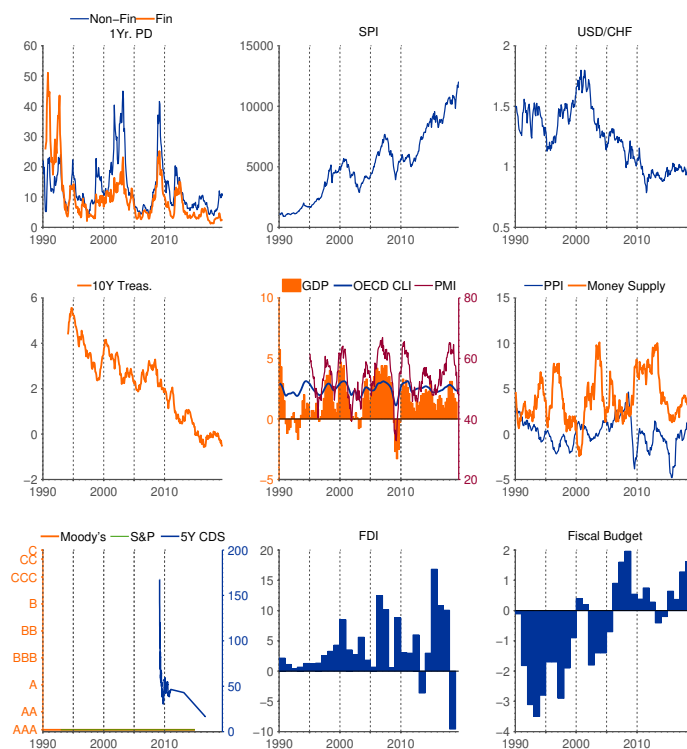 Non−Fin Fin
1Yr. PD
60
50
40
30
20
10
0
1990 2000 2010
SPI
15000
10000
5000
0
1990 2000 2010
USD/CHF
2
1.5
1
0.5
1990 2000 2010
10Y Treas.
6
4
2
0
−2
1990 2000 2010
GDP OECD CLI PMI
10 80
5 60
0 40
−5 20
1990 2000 2010
PPI Money Supply
15
10
5
0
−5
1990 2000 2010
Moody's S&P 5Y CDS
C 200
CC
CCC
150
B
BB 100
BBB
A 50
AA
AAA 0
1990 2000 2010
FDI
20
15
10
5
0
−5
−10
1990 2000 2010
Fiscal Budget
2
1
0
−1
−2
−3
−4
1990 2000 2010